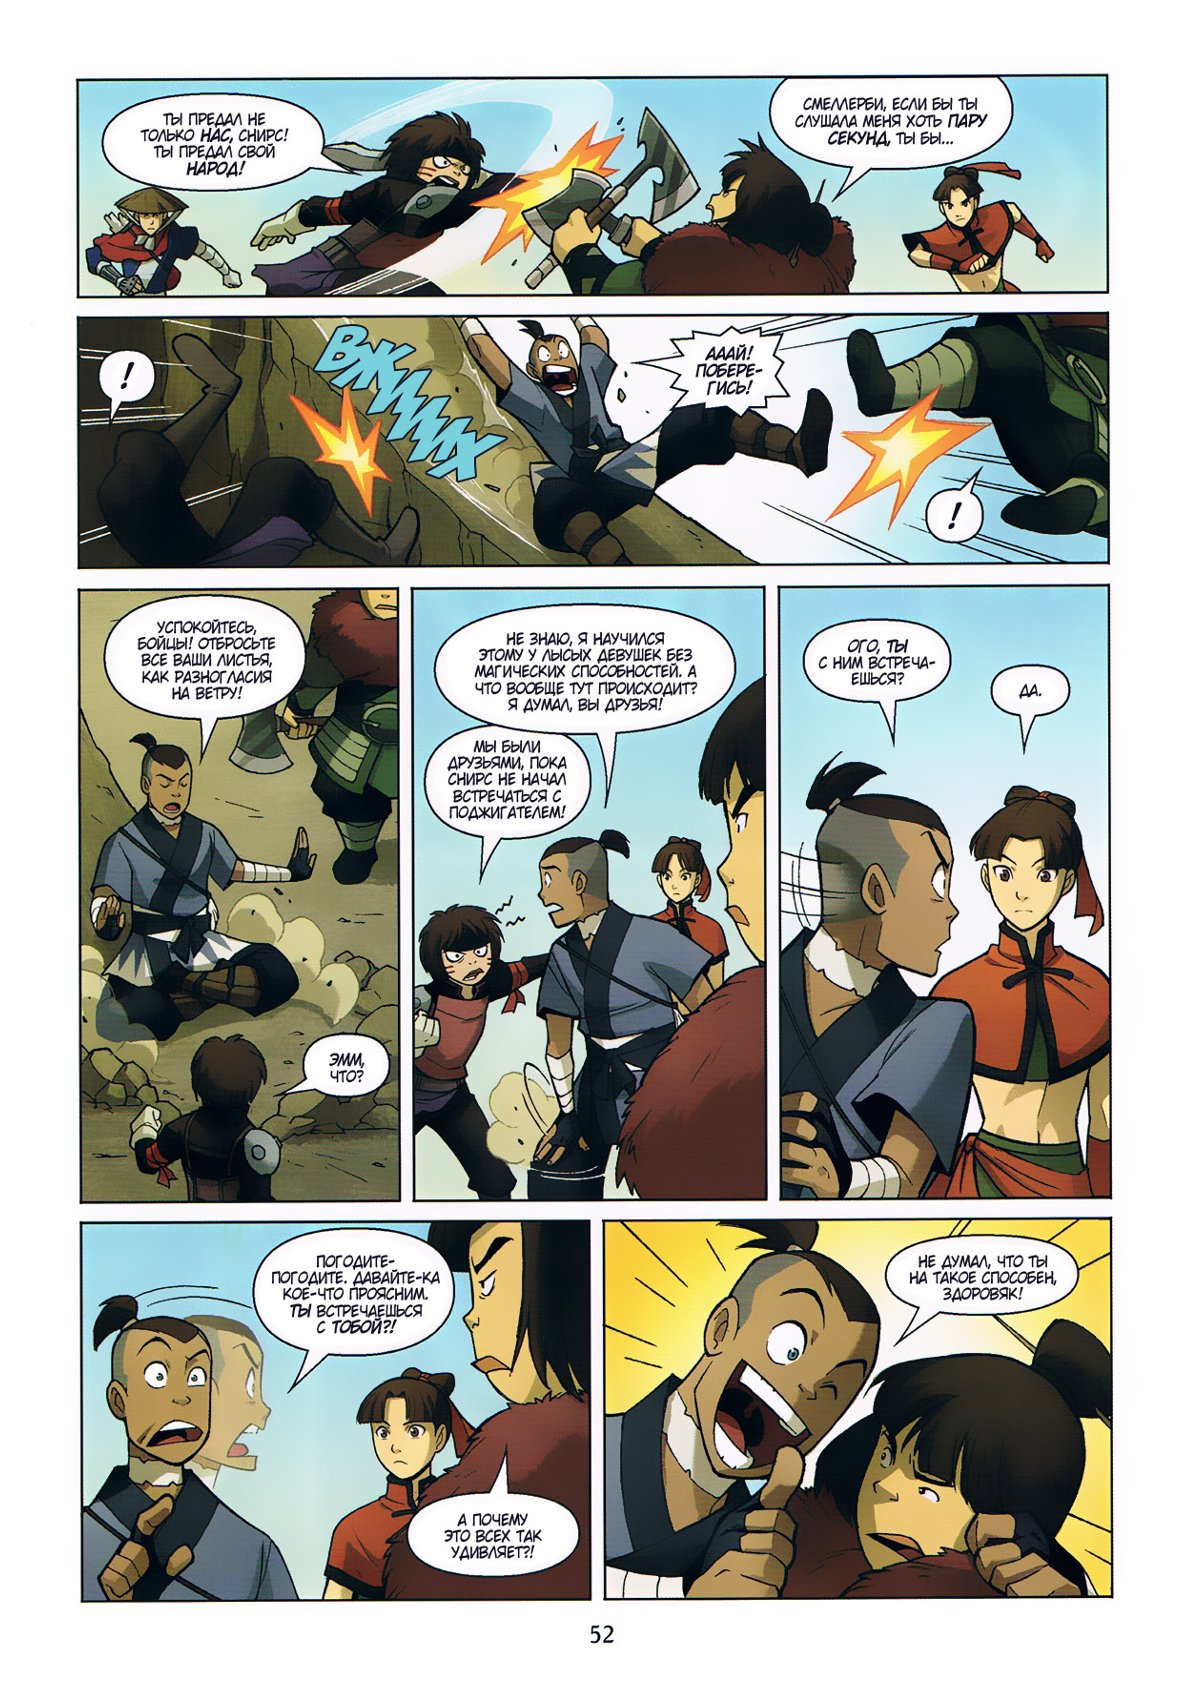 ТЫ ПРЕДАЛ НЕ
ТОЛЬКО НАС, СНИРС!
ТЫ ПРЕДАЛ СВОЙ
НАРОД!
СМЕЛЛЕРБИ, ЕСЛИ БЫ ТЫ
СЛУШАЛА МЕНЯ ХОТЬ ПАРУ
СЕКУНД, ТЫ БЫ...
!
ВЖИИИХ
АААЙ!
ПОБЕРЕ-
ГИСЬ!
!
УСПОКОЙТЕСЬ,
БОЙЦЫ! ОТБРОСЬТЕ
ВСЕ ВАШИ ЛИСТЬЯ,
КАК РАЗНОГЛАСИЯ
НА ВЕТРУ!
ЭММ,
ЧТО?
НЕ ЗНАЮ, Я НАУЧИЛСЯ
ЭТОМУ У ЛЫСЫХ ДЕВУШЕК БЕЗ
МАГИЧЕСКИХ СПОСОБНОСТЕЙ. А
ЧТО ВООБЩЕ ТУТ ПРОИСХОДИТ?
Я ДУМАЛ, ВЫ ДРУЗЬЯ!
МЫ БЫЛИ
ДРУЗЬЯМИ, ПОКА
СНИРС НЕ НАЧАЛ
ВСТРЕЧАТЬСЯ С
ПОДЖИГАТЕЛЕМ!
ОГО, ТЫ
С НИМ ВСТРЕЧА-
ЕШЬСЯ?
ДА.
ПОГОДИТЕ-
ПОГОДИТЕ. ДАВАЙТЕ-КА
КОЕ-ЧТО ПРОЯСНИМ.
ТЫ ВСТРЕЧАЕШЬСЯ
С ТОБОЙ?!
А ПОЧЕМУ
ЭТО ВСЕХ ТАК
УДИВЛЯЕТ?!
НЕ ДУМАЛ, ЧТО ТЫ
НА ТАКОЕ СПОСОБЕН,
ЗДОРОВЯК!
52